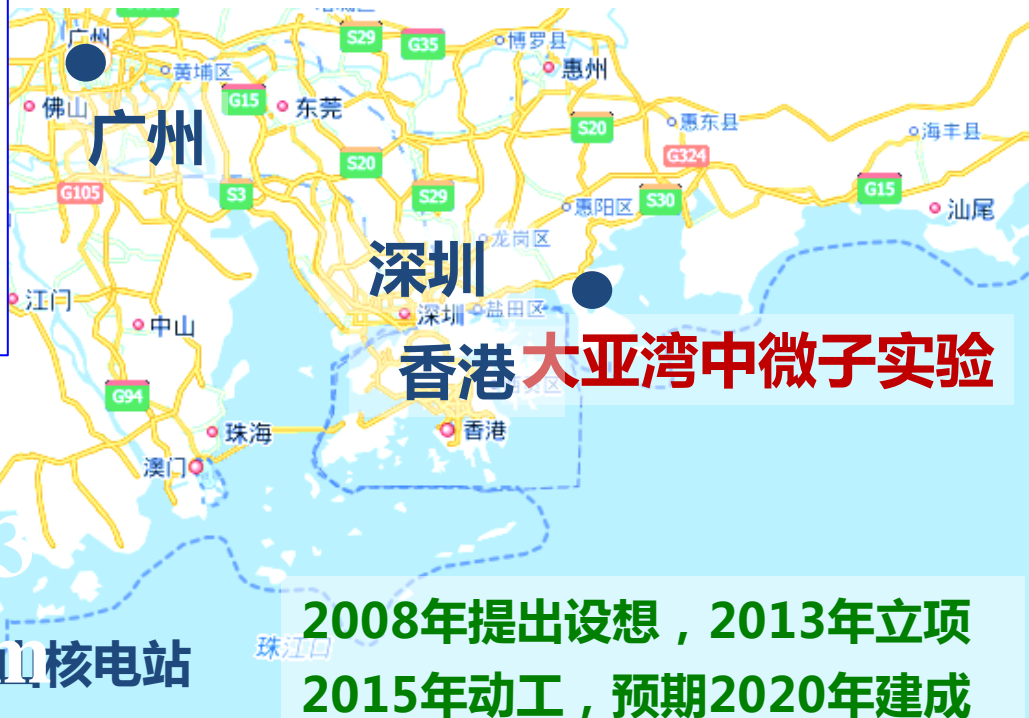 S29
G35
博罗县
广州
惠州
黄埔区
G15
东莞
佛山
广州
S20
惠东县
海丰县
S20
G324
G105
S3
S29
惠阳区
S30
G15
汕尾
龙岗区
深圳
江门
深圳
盐田区
中山
香港
大亚湾中微子实验
G94
珠海
香港
澳门
2008年提出设想，2013年立项
珠江口
核电站
2015年动工，预期2020年建成